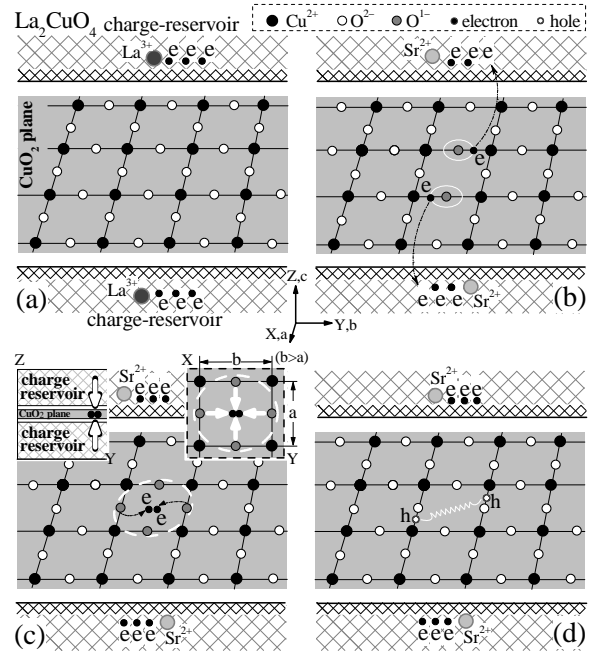 La₂CuO₄ charge-reservoir
Cu²⁺ O²⁻ O¹⁻ electron hole
La³⁺ e e e
CuO₂ plane
La³⁺ e e e
(a) charge-reservoir
Sr²⁺ e e e
e
e
e e e Sr²⁺
(b)
Z,c
X,a Y,b
Z
charge
reservoir
CuO₂ plane
charge
reservoir
Y
Sr²⁺
e e e
X b (b>a)
a
Y
e
e
(c) e e e Sr²⁺
Sr²⁺
e e e
h
h
e e e Sr²⁺ (d)